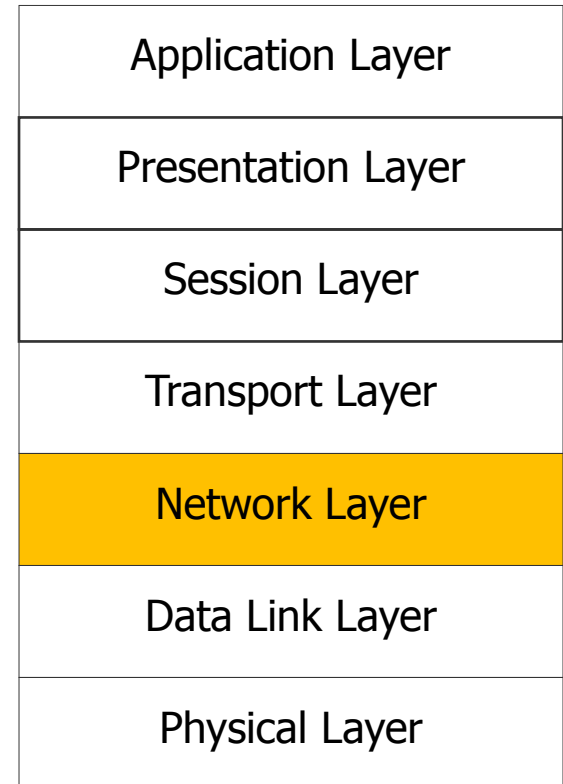 Application Layer
Presentation Layer
Session Layer
Transport Layer
Network Layer
Data Link Layer
Physical Layer